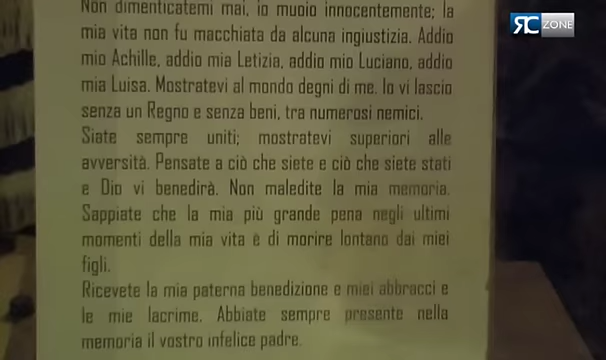 Non dimenticatemi mai, io muoio innocentemente; la
mia vita non fu macchiata da alcuna ingiustizia. Addio
mio Achille, addio mia Letizia, addio mio Luciano, addio
mia Luisa. Mostratevi al mondo degni di me. Io vi lascio
senza un Regno e senza beni, tra numerosi nemici.
Siate sempre uniti; mostratevi superiori alle
avversità. Pensate a ciò che siete e ciò che siete stati
e Dio vi benedirà. Non maledite la mia memoria.
Sappiate che la mia più grande pena negli ultimi
momenti della mia vita è di morire lontano dai miei
figli.
Ricevete la mia paterna benedizione e miei abbracci e
le mie lacrime. Abbiate sempre presente nella
memoria il vostro infelice padre.
RC ZONE